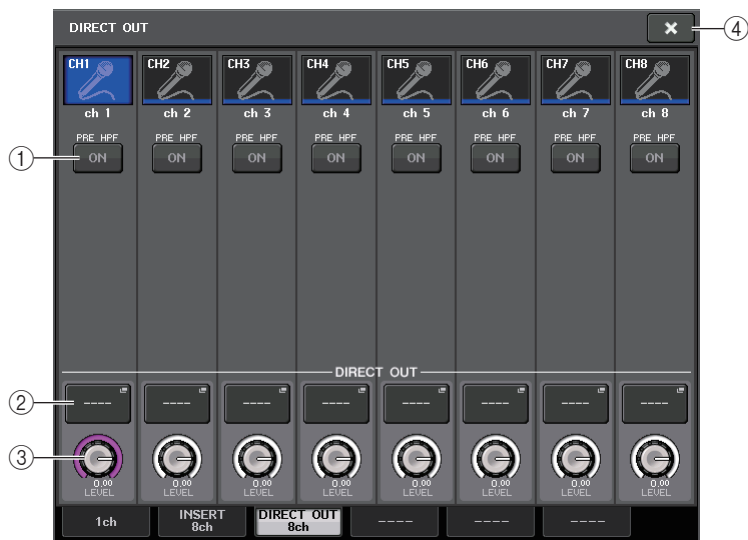 DIRECT OUT
④
CH1 CH2 CH3 CH4 CH5 CH6 CH7 CH8
ch 1 ch 2 ch 3 ch 4 ch 5 ch 6 ch 7 ch 8
PRE HPF PRE HPF PRE HPF PRE HPF PRE HPF PRE HPF PRE HPF PRE HPF
① ON ON ON ON ON ON ON ON
DIRECT OUT
② ---- ---- ---- ---- ---- ---- ---- ----
③
0.00 0.00 0.00 0.00 0.00 0.00 0.00 0.00
LEVEL LEVEL LEVEL LEVEL LEVEL LEVEL LEVEL LEVEL
1ch INSERT 8ch DIRECT OUT 8ch ---- ---- ----